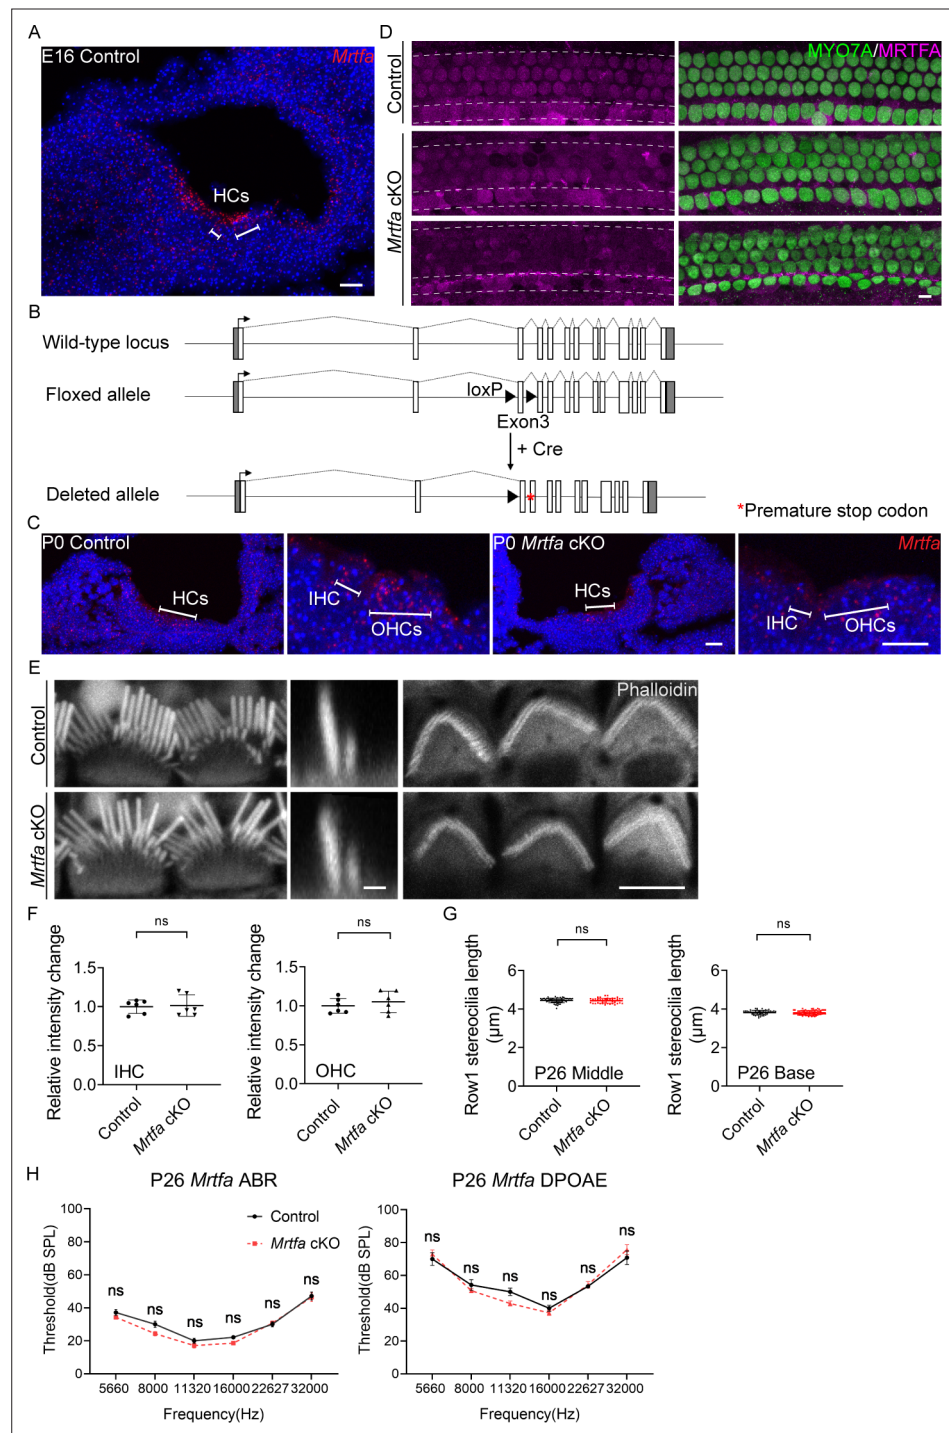 A
E16 Control
Mrtfa
HCs
D
MYO7A/MRTFA
Control
Mrtfa cKO
B
Wild-type locus
Floxed allele
loxP
Exon3
+ Cre
Deleted allele
*
*Premature stop codon
C
P0 Control
HCs
IHC
OHCs
P0 Mrtfa cKO
HCs
Mrtfa
IHC
OHCs
E
Control
Mrtfa cKO
Phalloidin
F
Relative intensity change
ns
1.5
1.0
0.5
0.0
IHC
Control
Mrtfa cKO
Relative intensity change
ns
1.5
1.0
0.5
0.0
OHC
Control
Mrtfa cKO
G
Row1 stereocilia length
(μm)
ns
6
4
2
0
P26 Middle
Control
Mrtfa cKO
Row1 stereocilia length
(μm)
ns
6
4
2
0
P26 Base
Control
Mrtfa cKO
H
P26 Mrtfa ABR
Threshold(dB SPL)
100
80
60
40
20
0
Control
Mrtfa cKO
ns ns ns ns ns ns
5660 8000 11320 16000 22627 32000
Frequency(Hz)
P26 Mrtfa DPOAE
Threshold(dB SPL)
100
80
60
40
20
0
ns ns ns ns ns ns
5660 8000 11320 16000 22627 32000
Frequency(Hz)